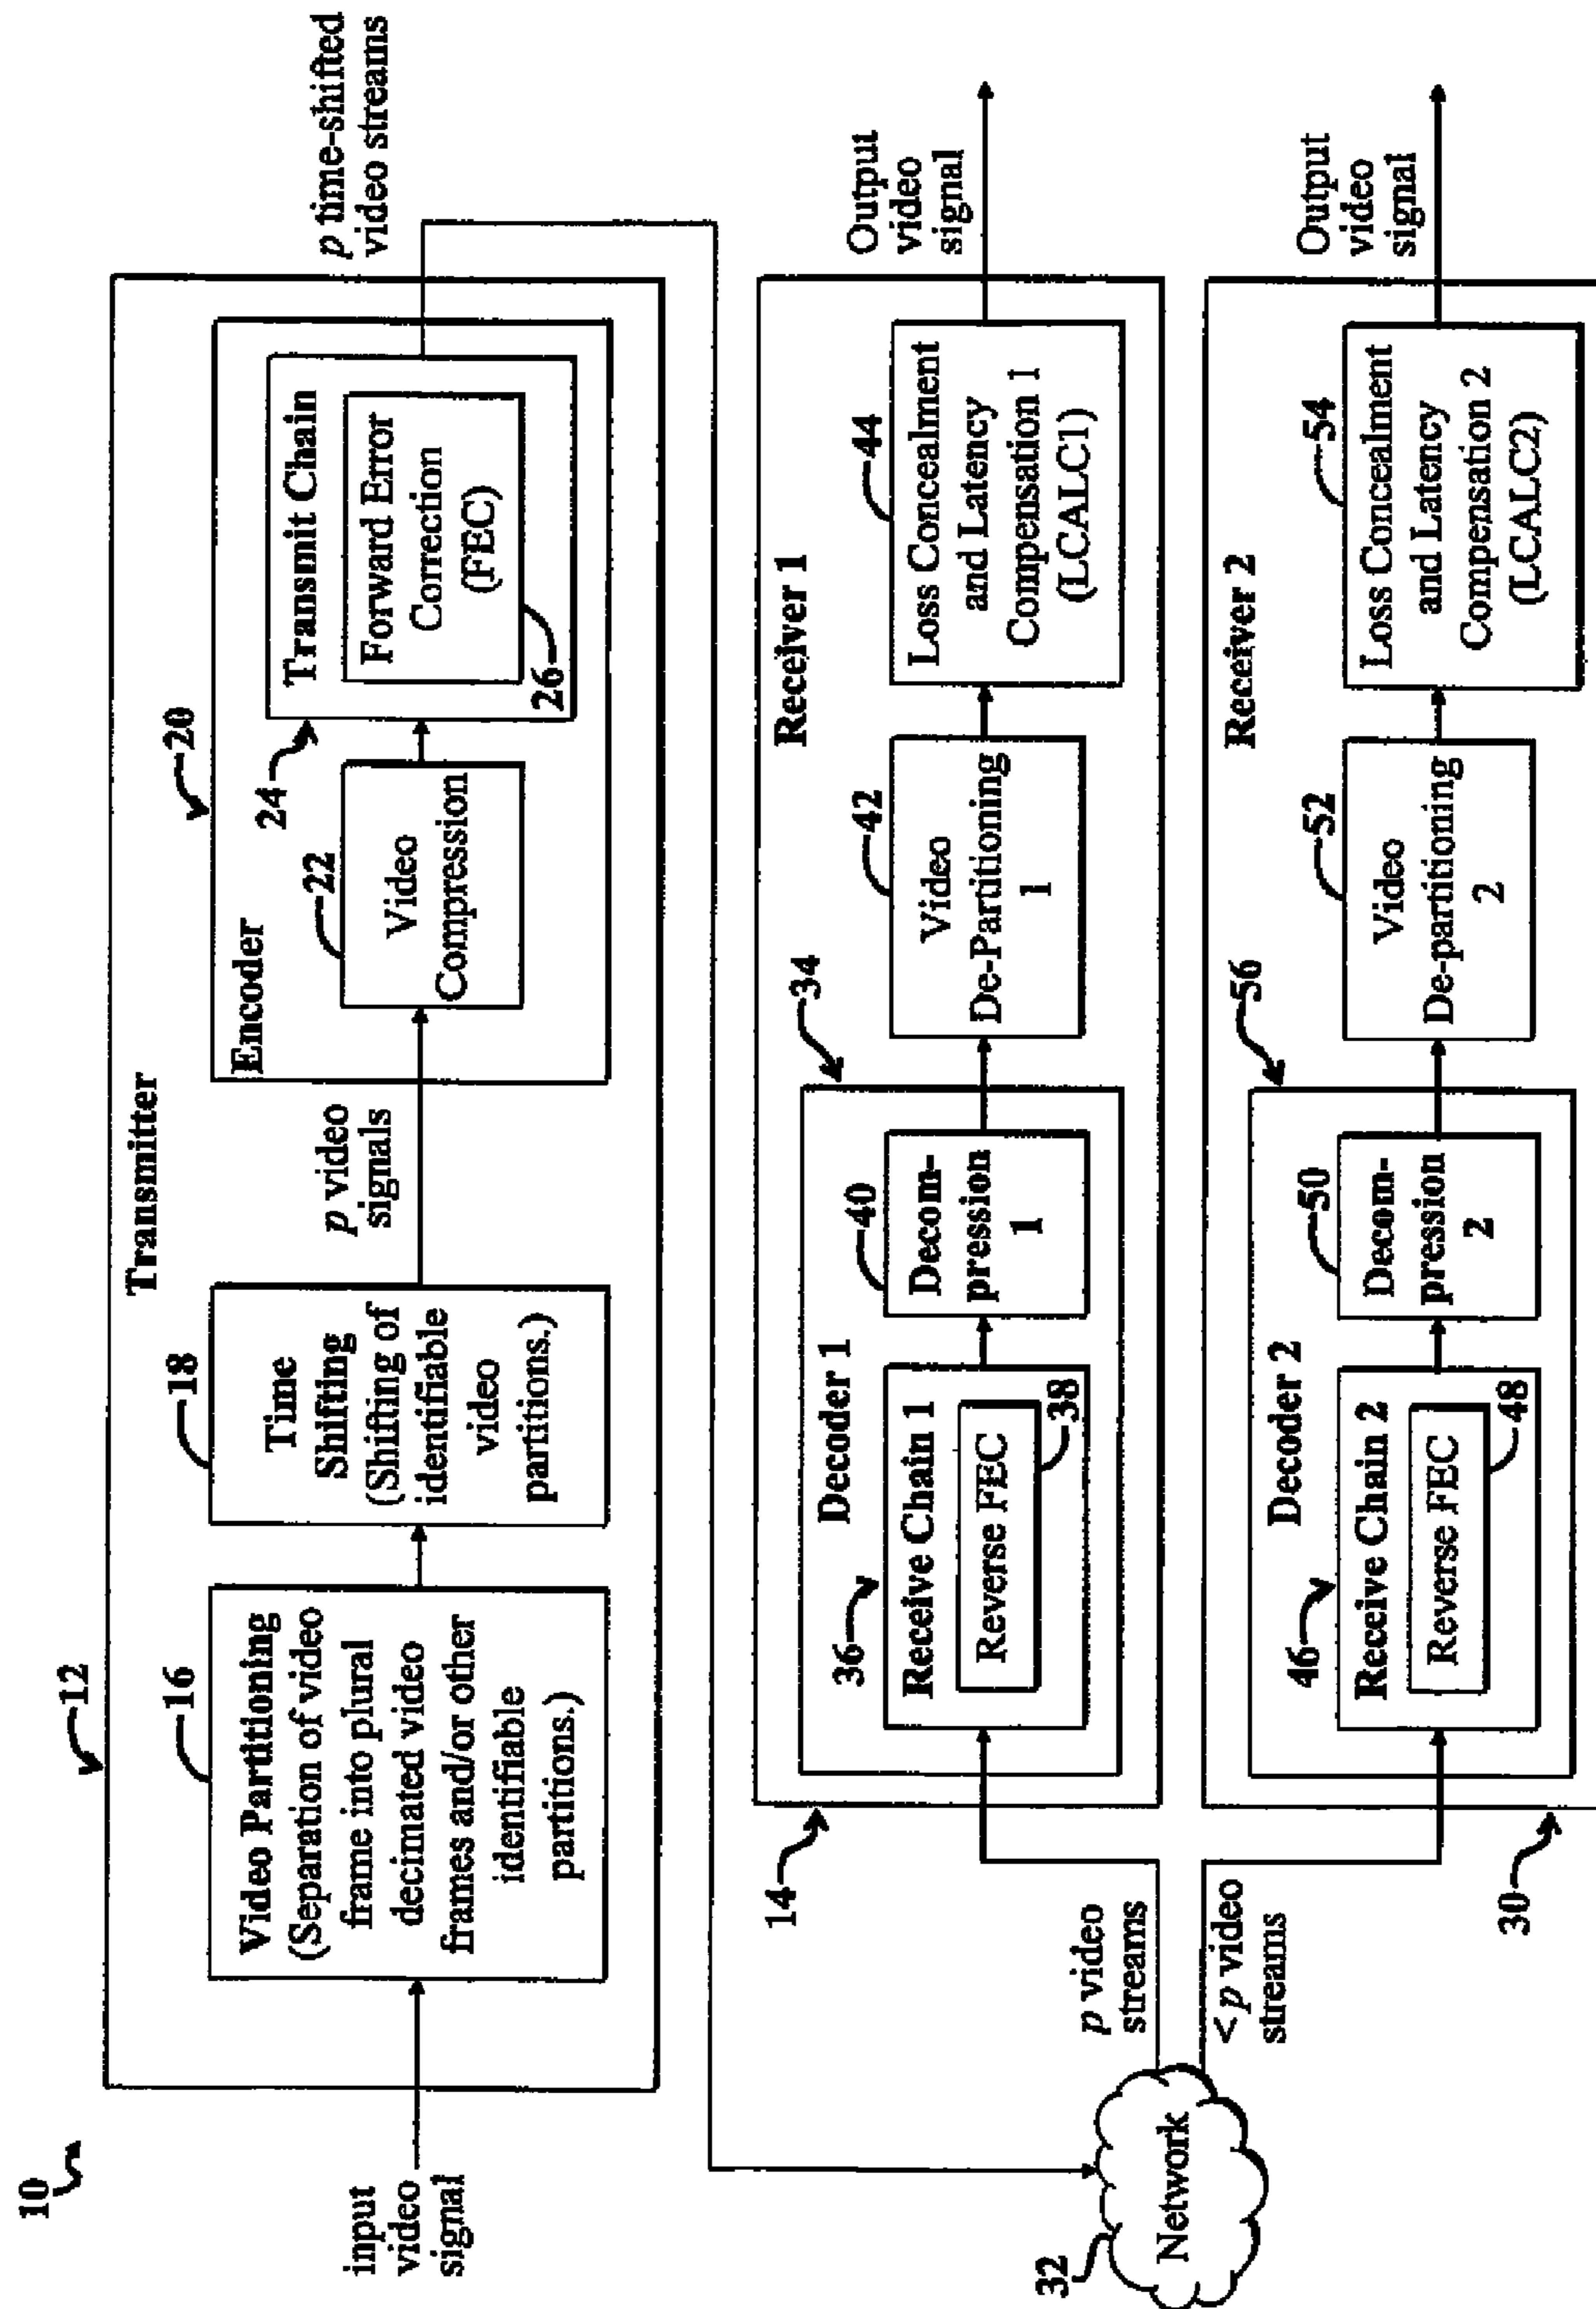 10
12
Transmitter
input
video
signal
16
Video Partitioning
(Separation of video
frame into plural
decimated video
frames and/or other
identifiable
partitions.)
18
Time
Shifting
(Shifting of
identifiable
video
partitions.)
p video
signals
20
Encoder
22
Video
Compression
24
Transmit Chain
Forward Error
Correction
(FEC)
26
p time-shifted
video streams
32
Network
p video
streams
< p video
streams
14
Receiver 1
34
Decoder 1
36
Receive Chain 1
Reverse FEC
38
40
Decom-
pression
1
42
Video
De-Partitioning
1
44
Loss Concealment
and Latency
Compensation 1
(LCALC1)
Output
video
signal
30
Receiver 2
56
Decoder 2
46
Receive Chain 2
Reverse FEC
48
50
Decom-
pression
2
52
Video
De-partitioning
2
54
Loss Concealment
and Latency
Compensation 2
(LCALC2)
Output
video
signal